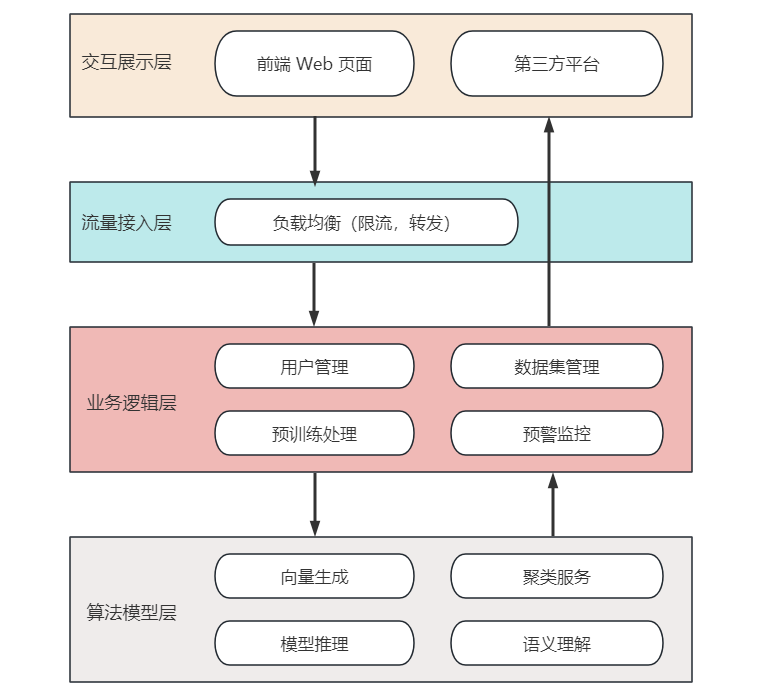 交互展示层
前端 Web 页面
第三方平台
流量接入层
负载均衡（限流，转发）
业务逻辑层
用户管理
数据集管理
预训练处理
预警监控
算法模型层
向量生成
聚类服务
模型推理
语义理解